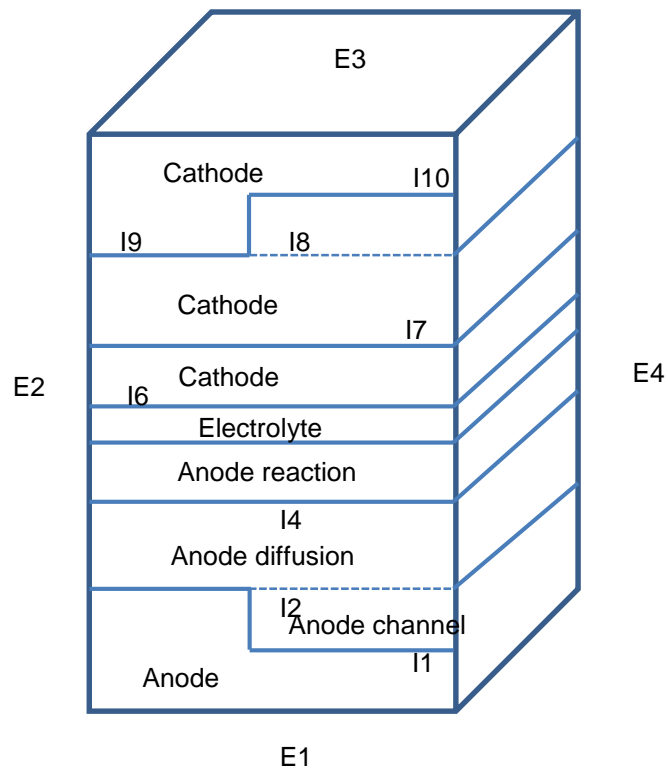 E3
Cathode
I10
I9
I8
Cathode
I7
Cathode
E2
E4
I6
Electrolyte
Anode reaction
I4
Anode diffusion
I2
Anode channel
I1
Anode
E1